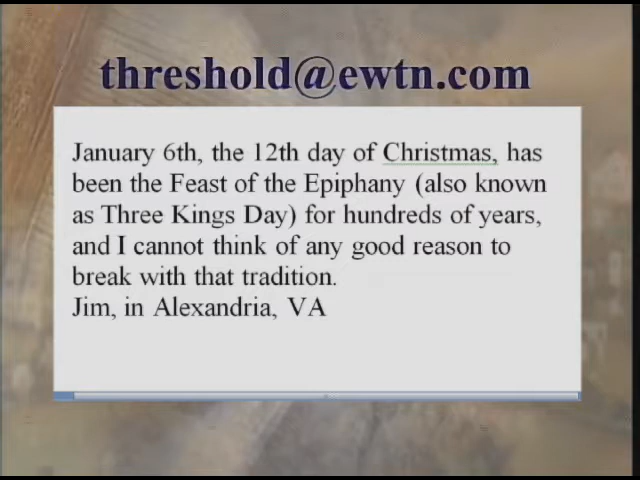 threshold@ewtn.com
January 6th, the 12th day of Christmas, has
been the Feast of the Epiphany (also known
as Three Kings Day) for hundreds of years,
and I cannot think of any good reason to
break with that tradition.
Jim, in Alexandria, VA